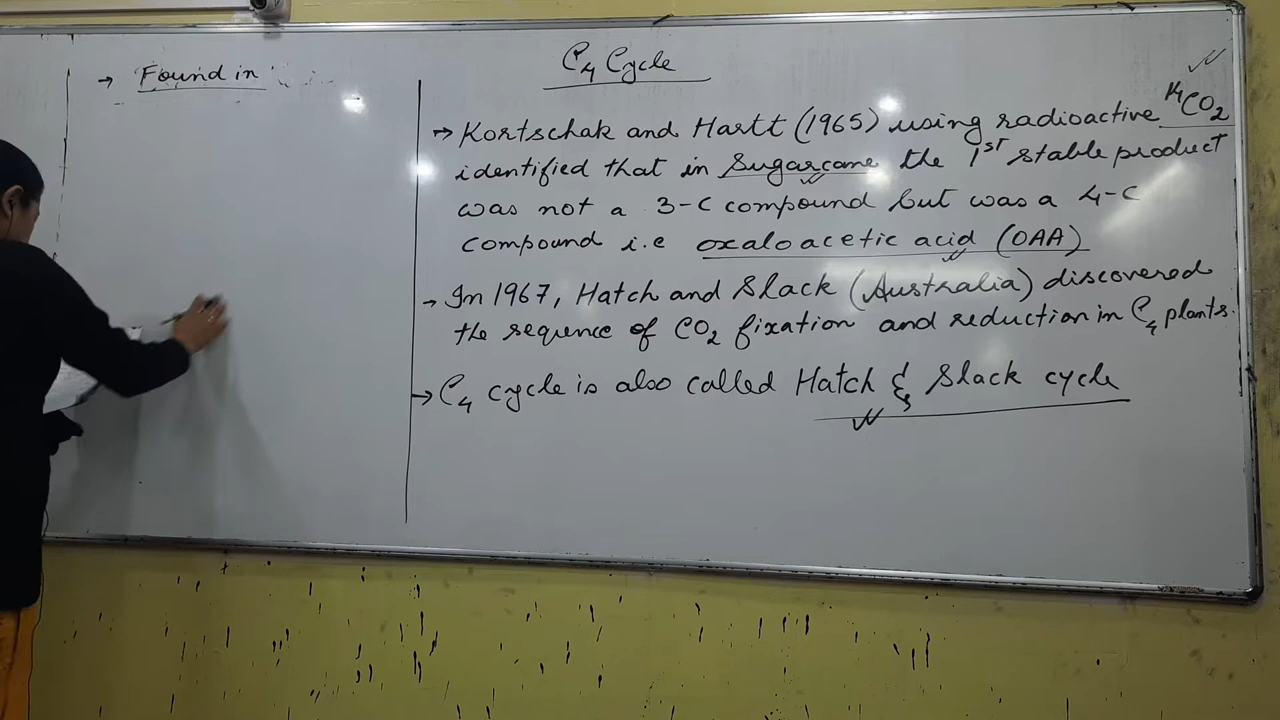 → Found in
C4 Cycle
→ Kortschak and Hartt (1965) using radioactive ¹⁴CO₂
identified that in Sugarcane the 1ST stable product
was not a 3-C compound but was a 4-C
compound i.e oxaloacetic acid (OAA)
→ In 1967, Hatch and Slack (Australia) discovered
the sequence of CO₂ fixation and reduction in C₄ plants.
→ C₄ cycle is also called Hatch & Slack cycle